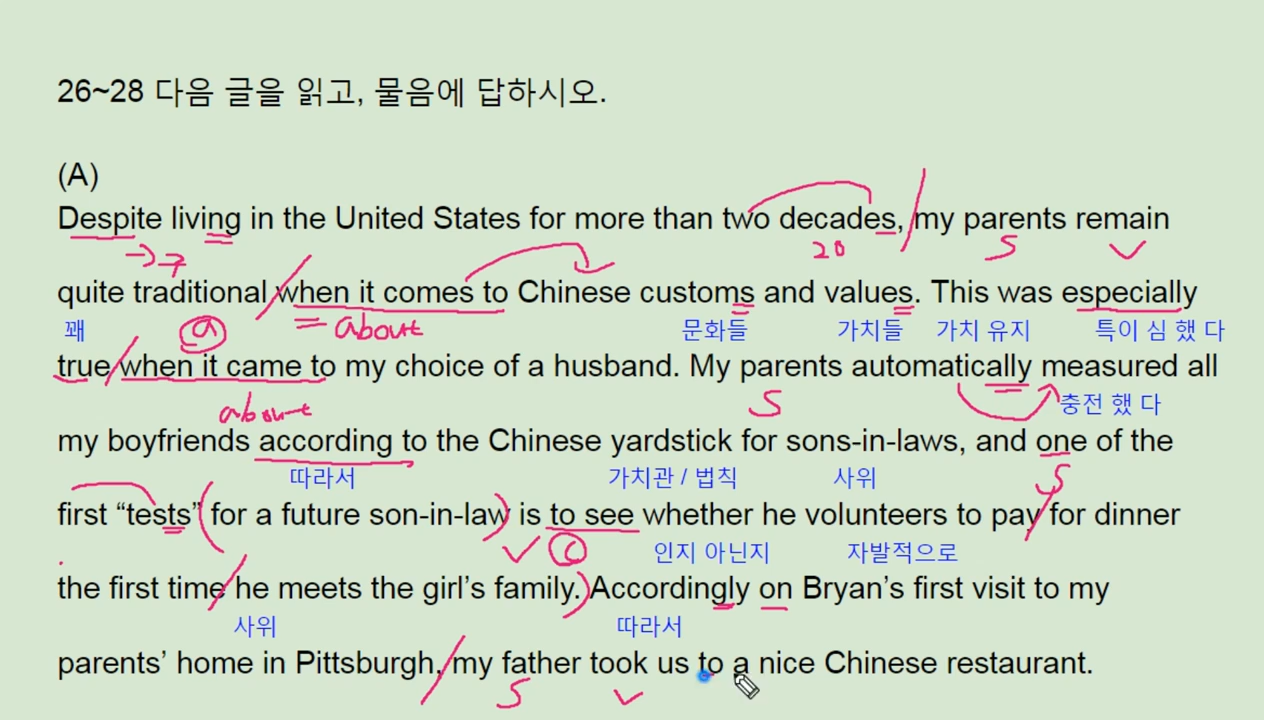 26~28 다음 글을 읽고, 물음에 답하시오.
(A)
Despite living in the United States for more than two decades, my parents remain
→ 구 20 S V
quite traditional when it comes to Chinese customs and values. This was especially
꽤 a = about 문화들 가치들 가치 유지 특이 심 했 다
true when it came to my choice of a husband. My parents automatically measured all
about S 충전 했 다
my boyfriends according to the Chinese yardstick for sons-in-laws, and one of the
따라서 가치관 / 법칙 사위 S
first “tests” for a future son-in-law is to see whether he volunteers to pay for dinner
V C 인지 아닌지 자발적으로
the first time he meets the girl’s family. Accordingly on Bryan’s first visit to my
사위 따라서
parents’ home in Pittsburgh, my father took us to a nice Chinese restaurant.
S V